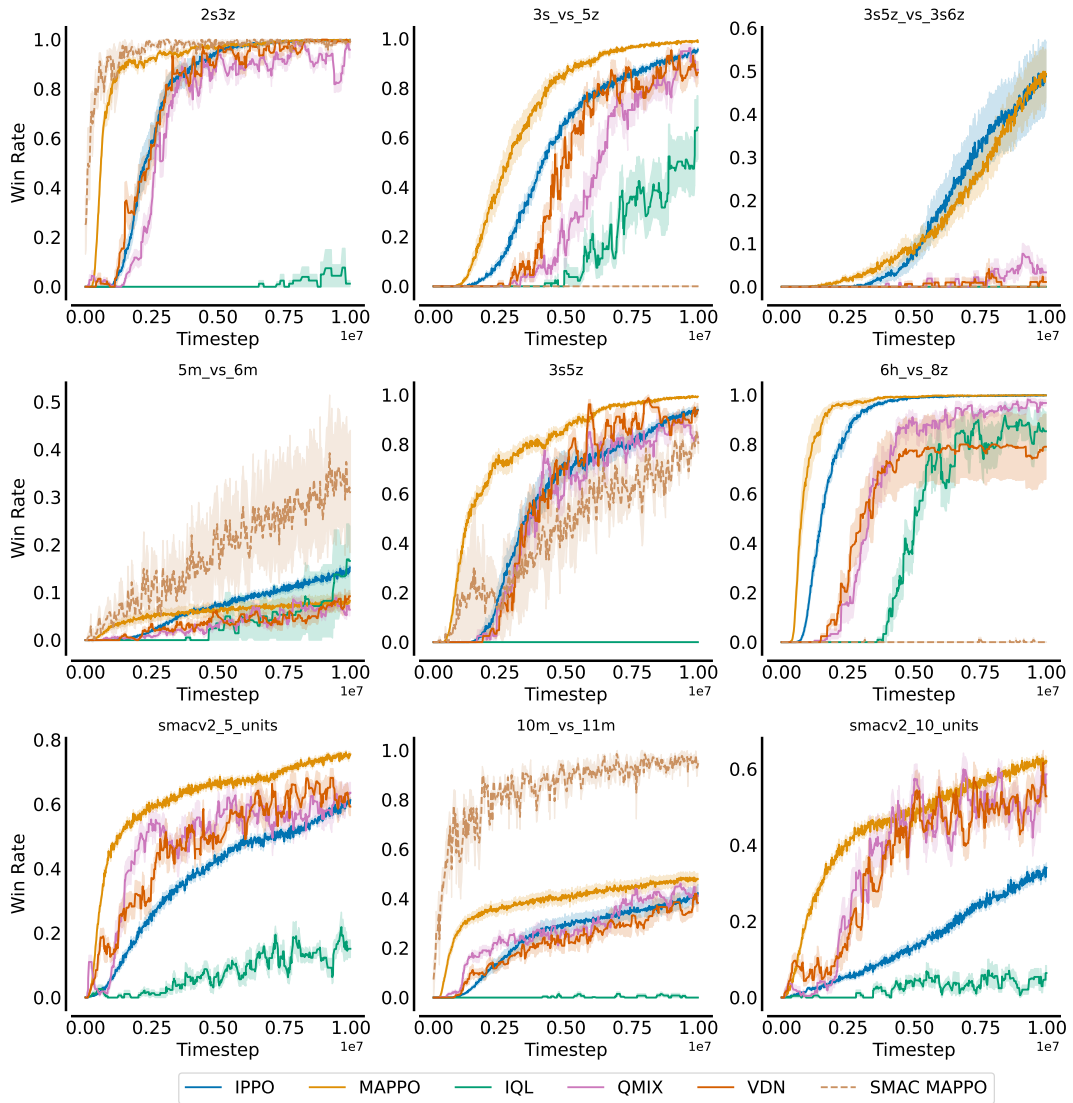 2s3z
3s_vs_5z
3s5z_vs_3s6z
Win Rate
1.0
0.8
0.6
0.4
0.2
0.0
1.0
0.8
0.6
0.4
0.2
0.0
0.6
0.5
0.4
0.3
0.2
0.1
0.0
0.00 0.25 0.50 0.75 1.00
0.00 0.25 0.50 0.75 1.00
0.00 0.25 0.50 0.75 1.00
Timestep 1e7
Timestep 1e7
Timestep 1e7
5m_vs_6m
3s5z
6h_vs_8z
Win Rate
0.5
0.4
0.3
0.2
0.1
0.0
1.0
0.8
0.6
0.4
0.2
0.0
1.0
0.8
0.6
0.4
0.2
0.0
0.00 0.25 0.50 0.75 1.00
0.00 0.25 0.50 0.75 1.00
0.00 0.25 0.50 0.75 1.00
Timestep 1e7
Timestep 1e7
Timestep 1e7
smacv2_5_units
10m_vs_11m
smacv2_10_units
Win Rate
0.8
0.6
0.4
0.2
0.0
1.0
0.8
0.6
0.4
0.2
0.0
0.6
0.4
0.2
0.0
0.00 0.25 0.50 0.75 1.00
0.00 0.25 0.50 0.75 1.00
0.00 0.25 0.50 0.75 1.00
Timestep 1e7
Timestep 1e7
Timestep 1e7
IPPO MAPPO IQL QMIX VDN SMAC MAPPO